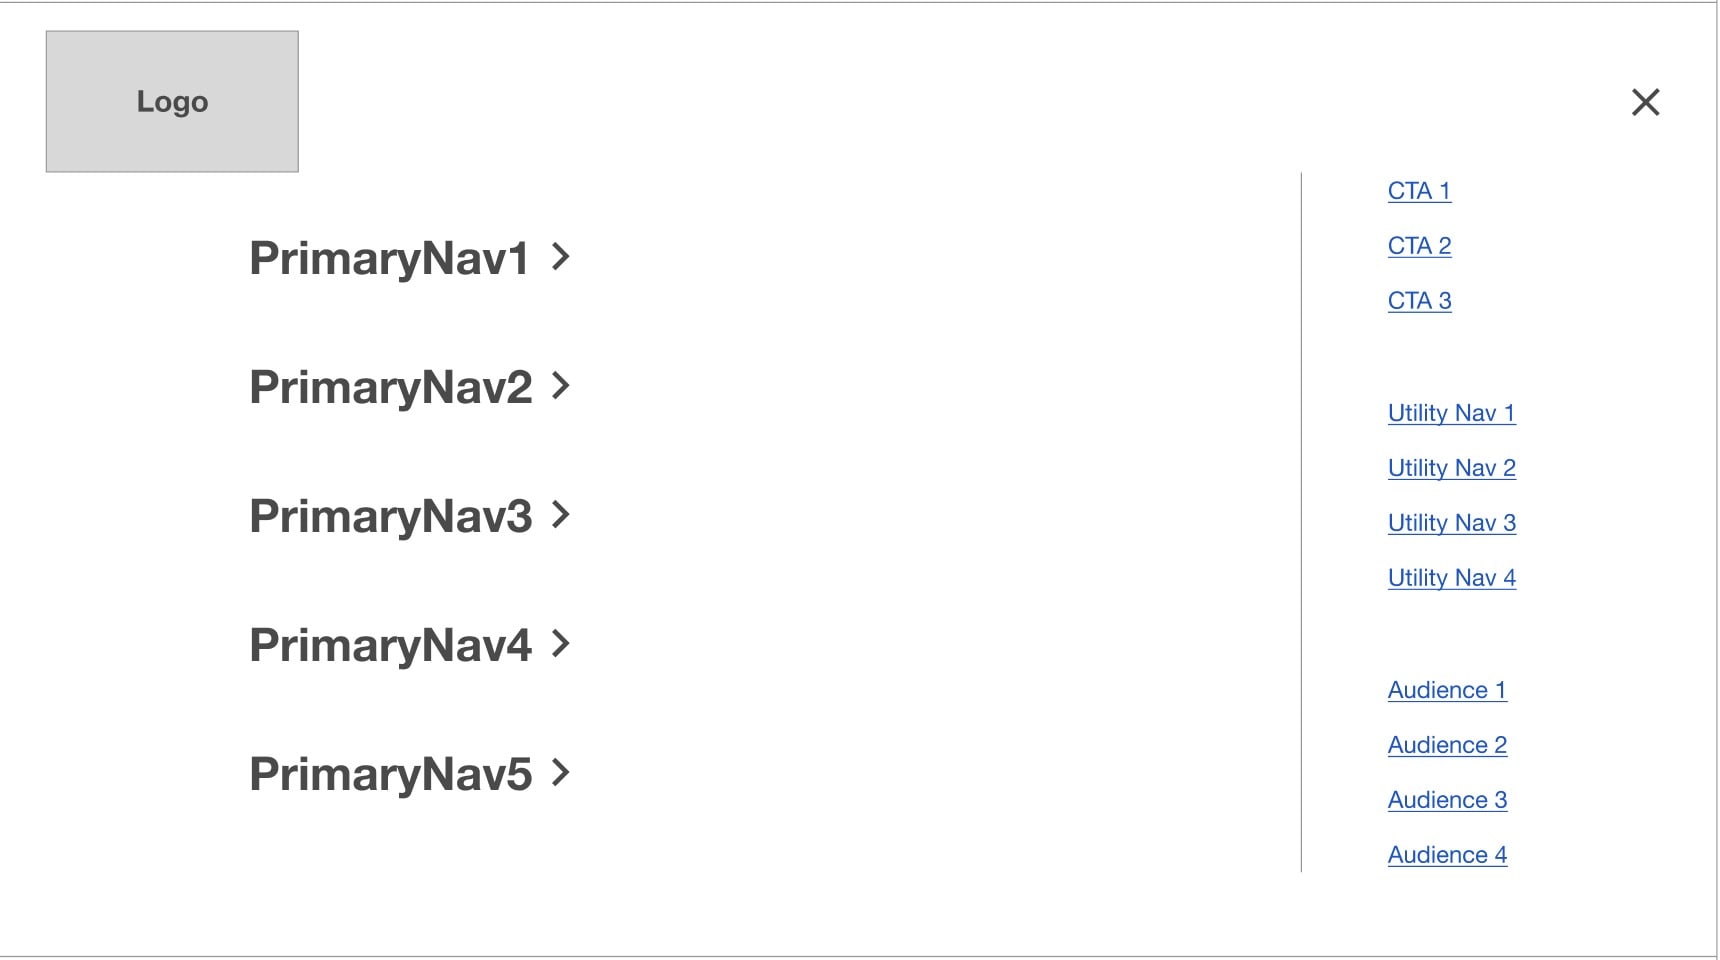 Logo
PrimaryNav1
PrimaryNav2
PrimaryNav3
PrimaryNav4
PrimaryNav5
CTA 1
CTA 2
CTA 3
Utility Nav 1
Utility Nav 2
Utility Nav 3
Utility Nav 4
Audience 1
Audience 2
Audience 3
Audience 4